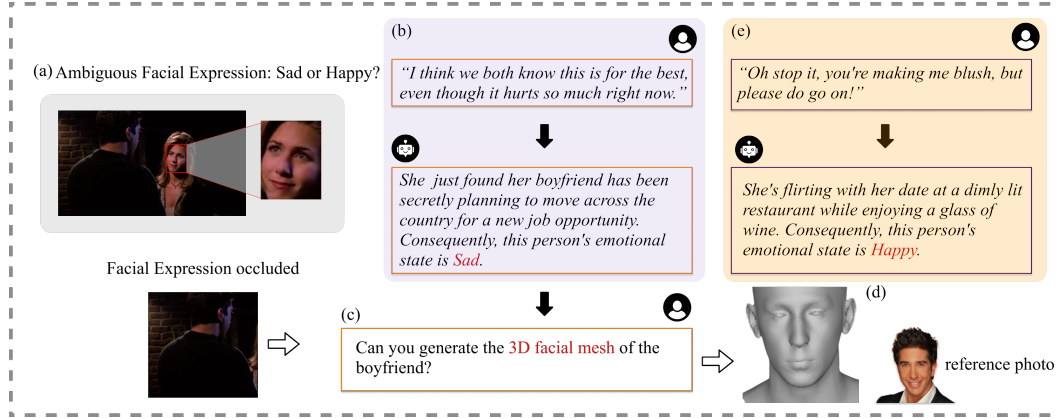 (a) Ambiguous Facial Expression: Sad or Happy?
Facial Expression occluded
(b)
“I think we both know this is for the best,
even though it hurts so much right now.”
She just found her boyfriend has been
secretly planning to move across the
country for a new job opportunity.
Consequently, this person's emotional
state is Sad.
(c)
Can you generate the 3D facial mesh of the
boyfriend?
(d)
reference photo
(e)
“Oh stop it, you're making me blush, but
please do go on!”
She's flirting with her date at a dimly lit
restaurant while enjoying a glass of
wine. Consequently, this person's
emotional state is Happy.